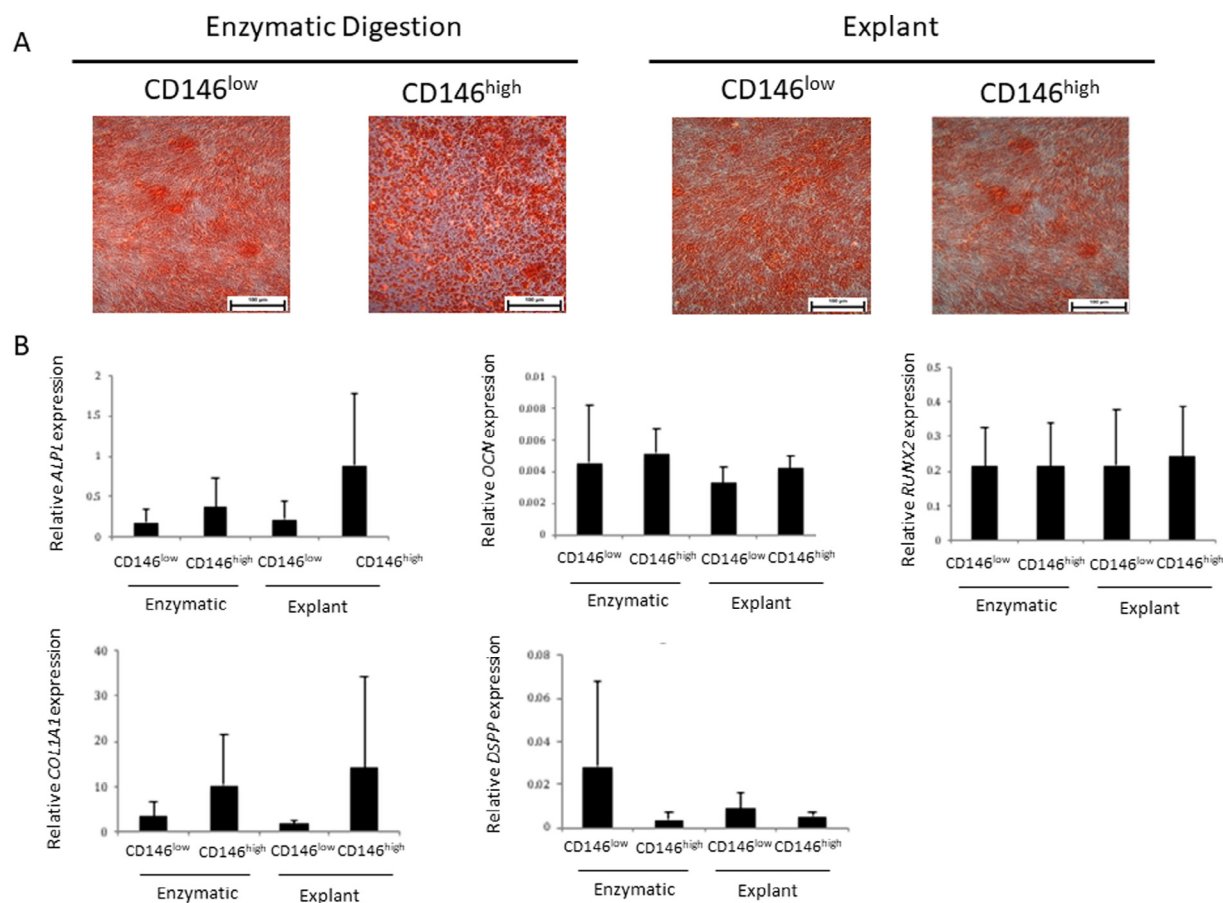 A
Enzymatic Digestion
Explant
CD146low
CD146high
CD146low
CD146high
100 µm
100 µm
100 µm
100 µm
B
Relative ALPL expression
2
1.5
1
0.5
0
CD146low
CD146high
CD146low
CD146high
Enzymatic
Explant
Relative OCN expression
0.01
0.008
0.006
0.004
0.002
0
CD146low
CD146high
CD146low
CD146high
Enzymatic
Explant
Relative RUNX2 expression
0.5
0.4
0.3
0.2
0.1
0
CD146low
CD146high
CD146low
CD146high
Enzymatic
Explant
Relative COL1A1 expression
40
30
20
10
0
CD146low
CD146high
CD146low
CD146high
Enzymatic
Explant
Relative DSPP expression
0.08
0.06
0.04
0.02
0
CD146low
CD146high
CD146low
CD146high
Enzymatic
Explant